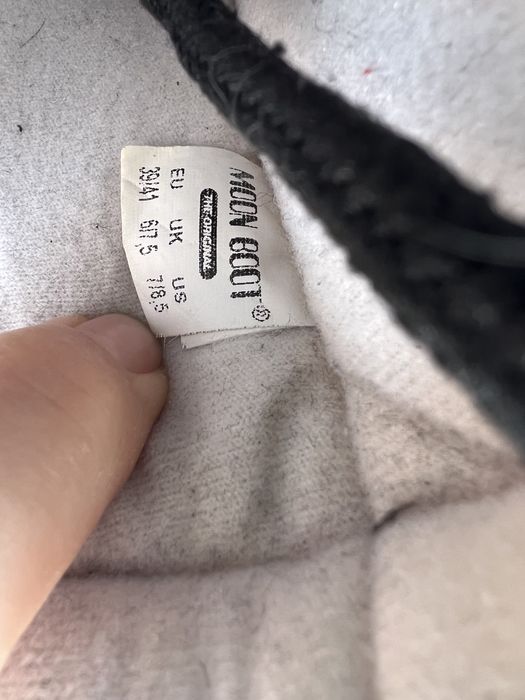 MOON BOOT®
THE ORIGINAL
EU UK US
39/41 6/7,5 7/8,5